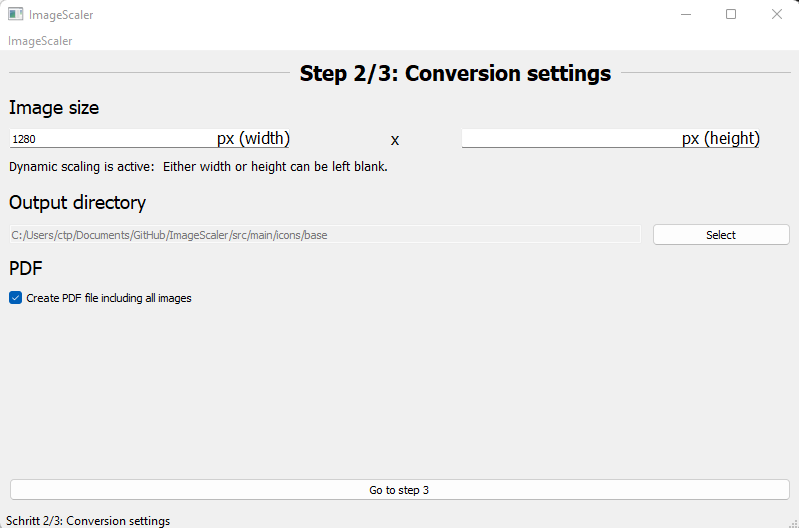 ImageScaler
ImageScaler
Step 2/3: Conversion settings
Image size
1280 px (width) x px (height)
Dynamic scaling is active: Either width or height can be left blank.
Output directory
C:/Users/ctp/Documents/GitHub/ImageScaler/src/main/icons/base Select
PDF
Create PDF file including all images
Go to step 3
Schritt 2/3: Conversion settings